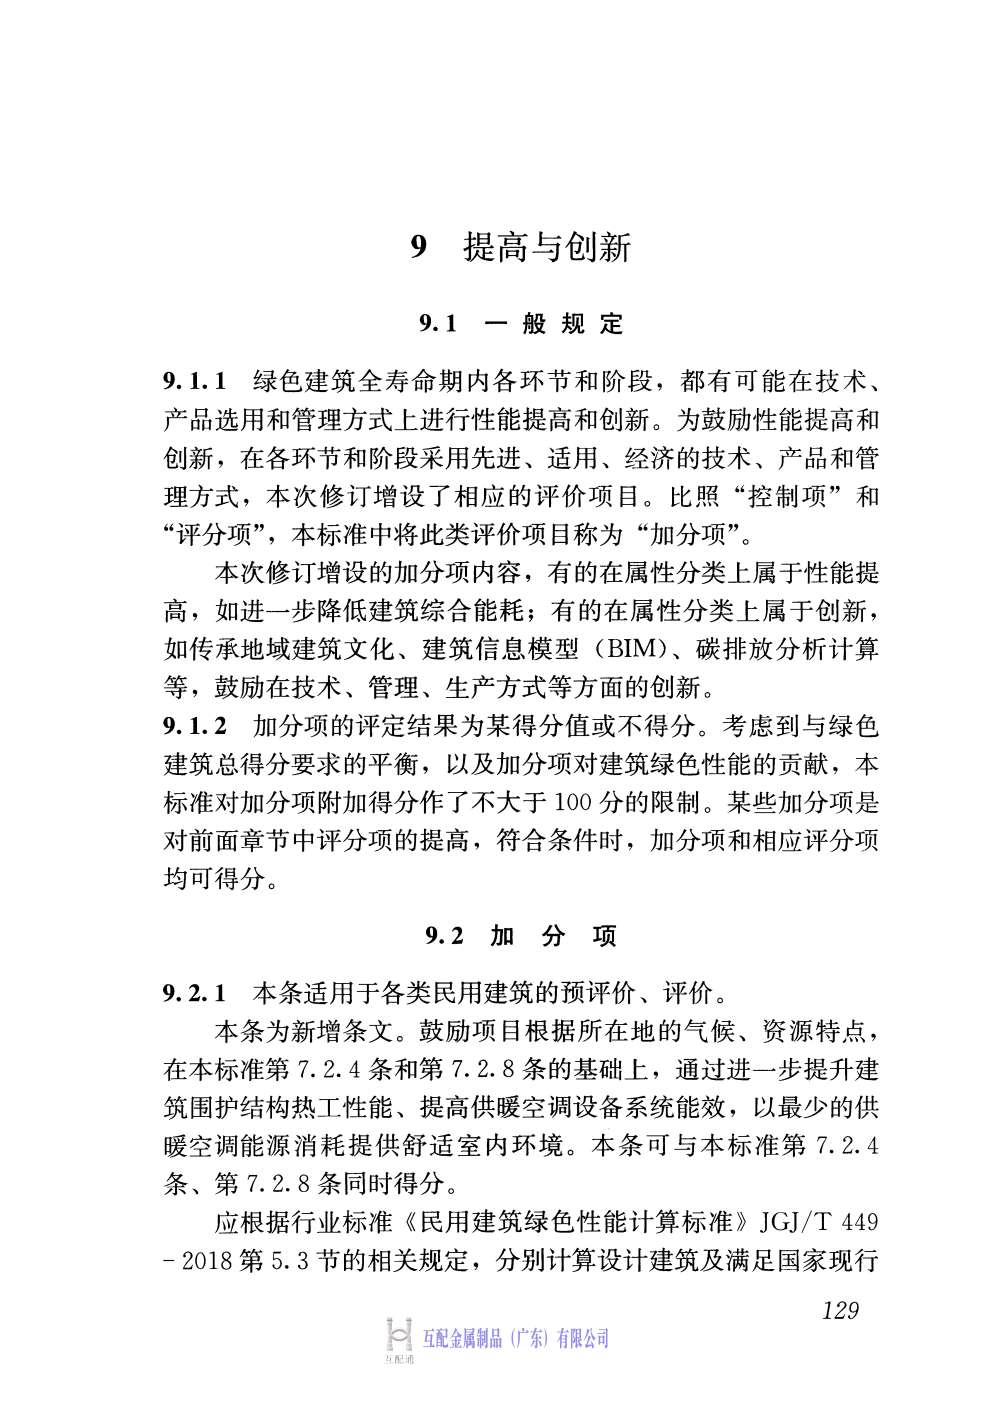 9 提高与创新
9.1 一般规定
9.1.1 绿色建筑全寿命期内各环节和阶段，都有可能在技术、
产品选用和管理方式上进行性能提高和创新。为鼓励性能提高和
创新，在各环节和阶段采用先进、适用、经济的技术、产品和管
理方式，本次修订增设了相应的评价项目。比照“控制项”和
“评分项”，本标准中将此类评价项目称为“加分项”。
本次修订增设的加分项内容，有的在属性分类上属于性能提
高，如进一步降低建筑综合能耗；有的在属性分类上属于创新，
如传承地域建筑文化、建筑信息模型（BIM）、碳排放分析计算
等，鼓励在技术、管理、生产方式等方面的创新。
9.1.2 加分项的评定结果为某得分值或不得分。考虑到与绿色
建筑总得分要求的平衡，以及加分项对建筑绿色性能的贡献，本
标准对加分项附加得分作了不大于100分的限制。某些加分项是
对前面章节中评分项的提高，符合条件时，加分项和相应评分项
均可得分。
9.2 加分项
9.2.1 本条适用于各类民用建筑的预评价、评价。
本条为新增条文。鼓励项目根据所在地的气候、资源特点，
在本标准第7.2.4条和第7.2.8条的基础上，通过进一步提升建
筑围护结构热工性能、提高供暖空调设备系统能效，以最少的供
暖空调能源消耗提供舒适室内环境。本条可与本标准第7.2.4
条、第7.2.8条同时得分。
应根据行业标准《民用建筑绿色性能计算标准》JGJ/T 449
－2018第5.3节的相关规定，分别计算设计建筑及满足国家现行
129
互配金属制品（广东）有限公司
互配通